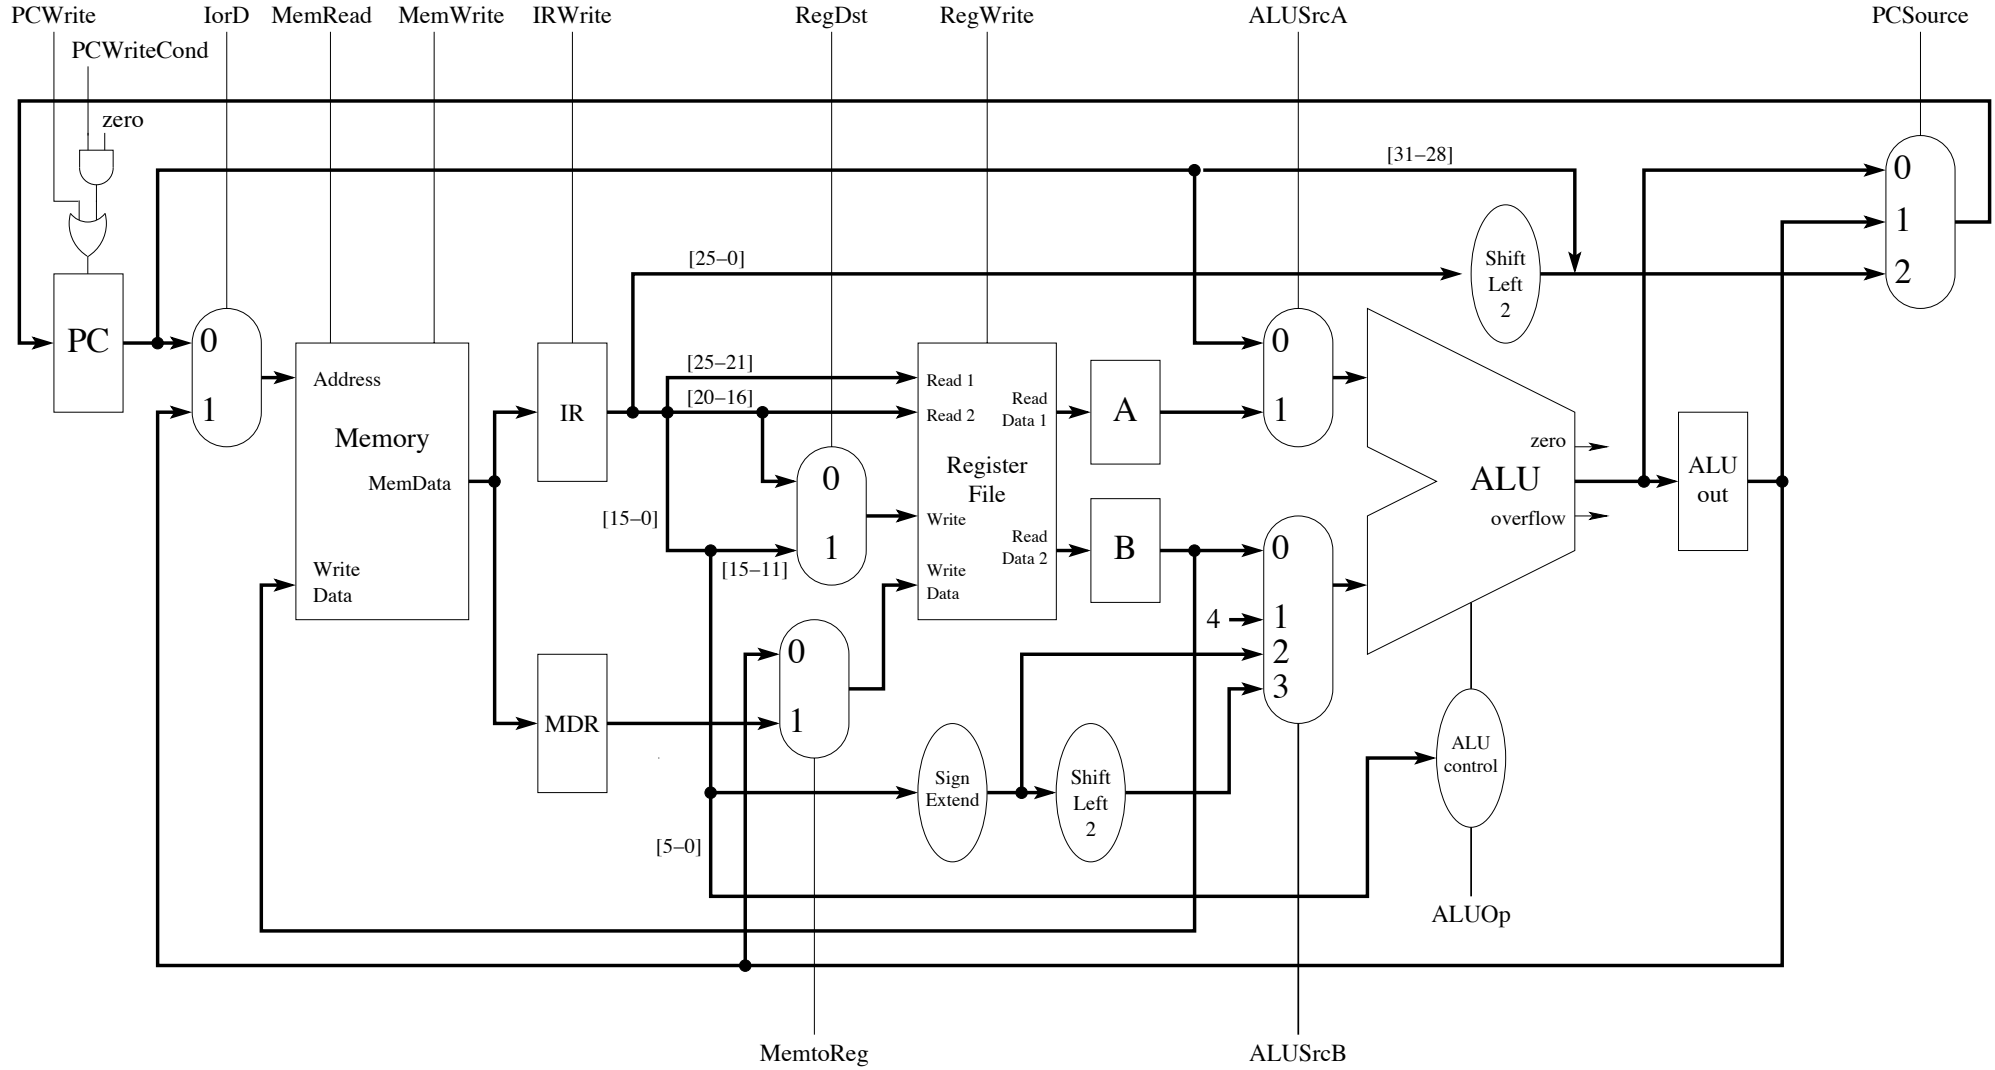 PCWrite
IorD
MemRead
MemWrite
IRWrite
RegDst
RegWrite
ALUSrcA
PCSource
PCWriteCond
zero
[31–28]
0
1
2
[25–0]
Shift
Left
2
PC
0
1
Address
Memory
MemData
Write
Data
IR
[25–21]
[20–16]
[15–0]
[15–11]
0
1
Read 1
Read 2
Read
Data 1
Register
File
Write
Read
Data 2
Write
Data
A
B
0
1
4
0
1
2
3
zero
ALU
overflow
ALU
out
MDR
0
1
Sign
Extend
Shift
Left
2
ALU
control
[5–0]
ALUOp
MemtoReg
ALUSrcB